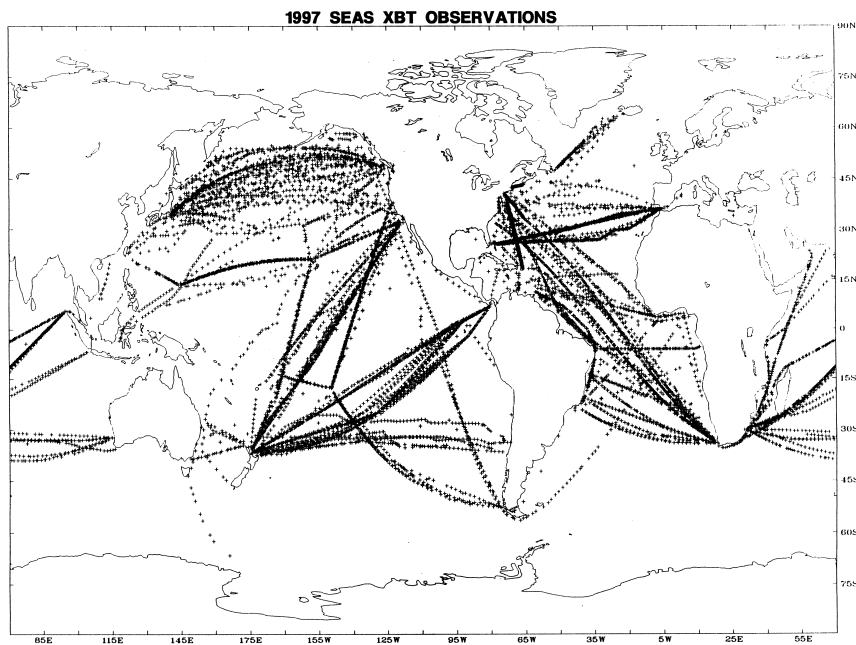 1997 SEAS XBT OBSERVATIONS
90N
75N
60N
45N
30N
15N
0
15S
30S
45S
60S
75S
85E 115E 145E 175E 155W 125W 95W 65W 35W 5W 25E 55E